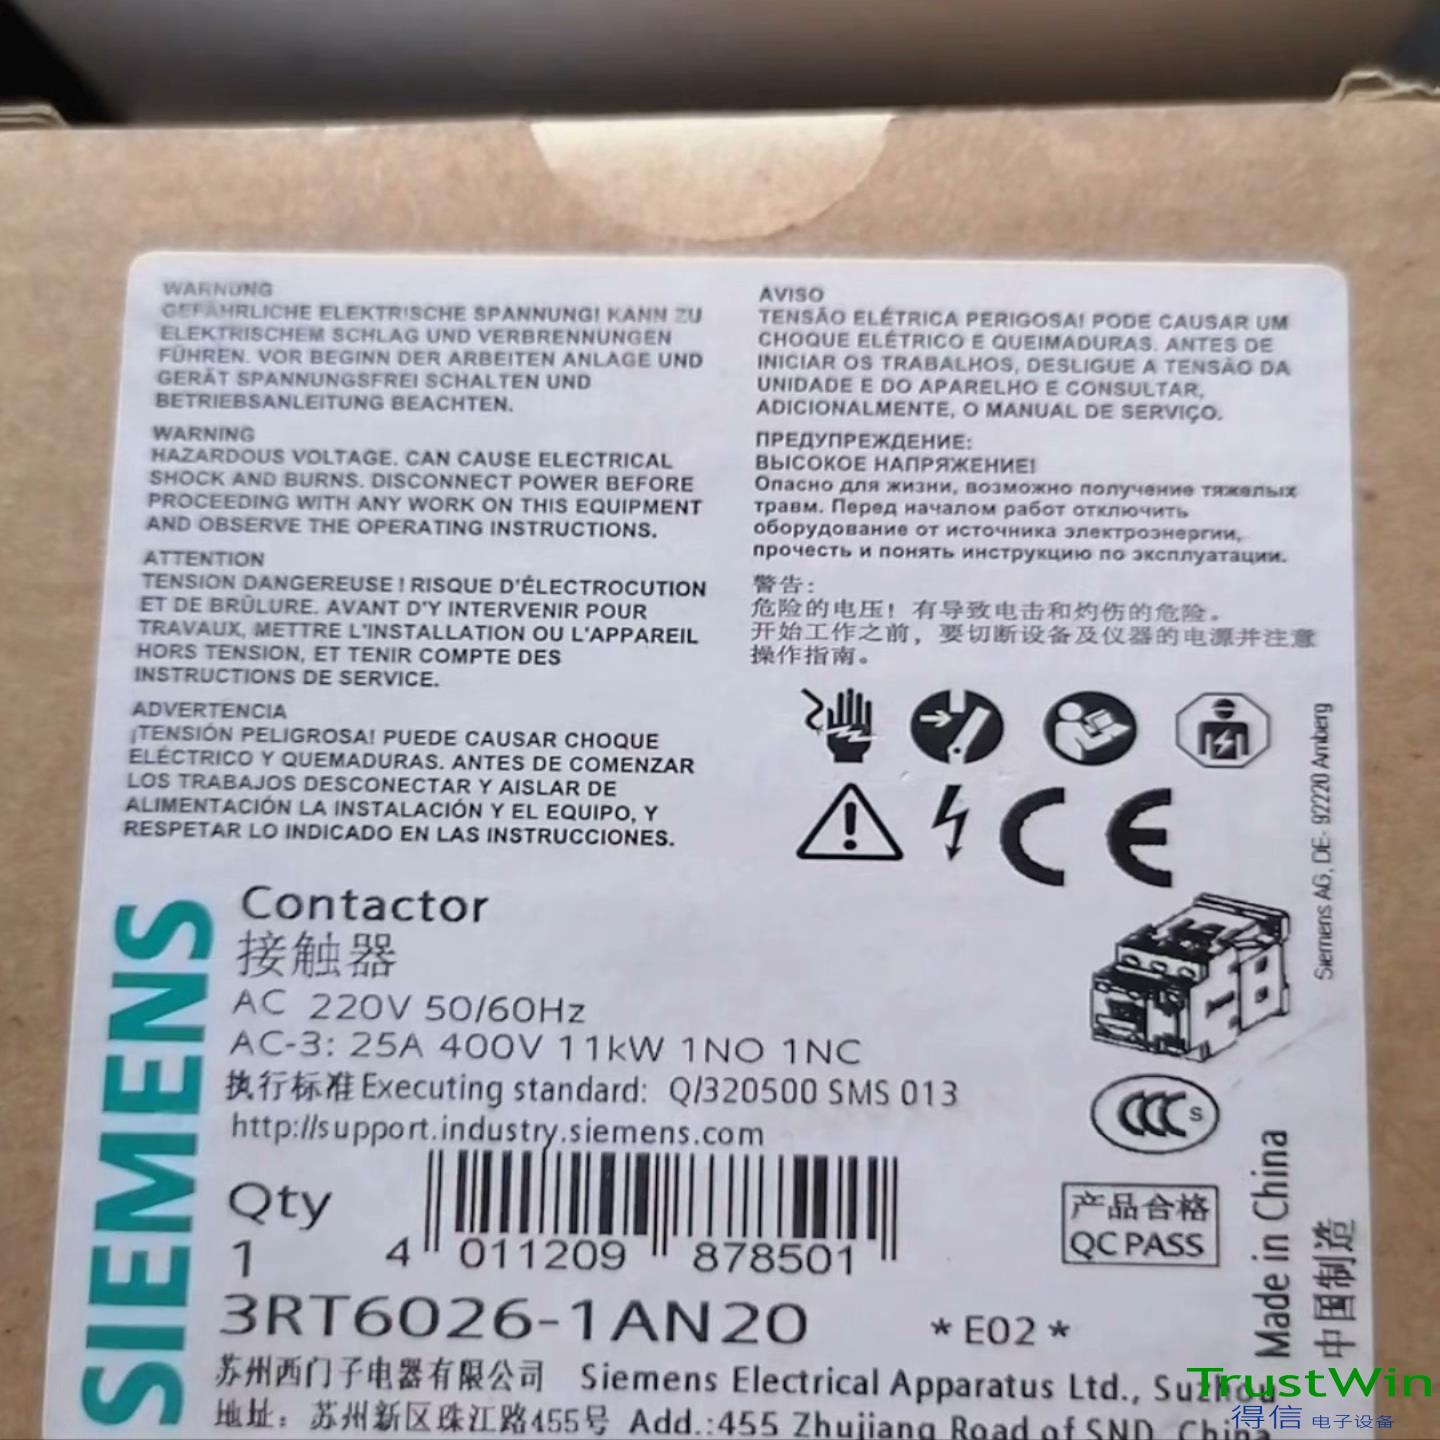 WARNUNG
GEFÄHRLICHE ELEKTRISCHE SPANNUNG! KANN ZU
ELEKTRISCHEM SCHLAG UND VERBRENNUNGEN
FÜHREN. VOR BEGINN DER ARBEITEN ANLAGE UND
GERÄT SPANNUNGSFREI SCHALTEN UND
BETRIEBSANLEITUNG BEACHTEN.
WARNING
HAZARDOUS VOLTAGE. CAN CAUSE ELECTRICAL
SHOCK AND BURNS. DISCONNECT POWER BEFORE
PROCEEDING WITH ANY WORK ON THIS EQUIPMENT
AND OBSERVE THE OPERATING INSTRUCTIONS.
ATTENTION
TENSION DANGEREUSE ! RISQUE D'ÉLECTROCUTION
ET DE BRÛLURE. AVANT D'Y INTERVENIR POUR
TRAVAUX, METTRE L'INSTALLATION OU L'APPAREIL
HORS TENSION, ET TENIR COMPTE DES
INSTRUCTIONS DE SERVICE.
ADVERTENCIA
¡TENSIÓN PELIGROSA! PUEDE CAUSAR CHOQUE
ELÉCTRICO Y QUEMADURAS. ANTES DE COMENZAR
LOS TRABAJOS DESCONECTAR Y AISLAR DE
ALIMENTACIÓN LA INSTALACIÓN Y EL EQUIPO, Y
RESPETAR LO INDICADO EN LAS INSTRUCCIONES.
AVISO
TENSÃO ELÉTRICA PERIGOSA! PODE CAUSAR UM
CHOQUE ELÉTRICO E QUEIMADURAS. ANTES DE
INICIAR OS TRABALHOS, DESLIGUE A TENSÃO DA
UNIDADE E DO APARELHO E CONSULTAR,
ADICIONALMENTE, O MANUAL DE SERVIÇO.
ПРЕДУПРЕЖДЕНИЕ:
ВЫСОКОЕ НАПРЯЖЕНИЕ!
Опасно для жизни, возможно получение тяжелых
травм. Перед началом работ отключить
оборудование от источника электроэнергии,
прочесть и понять инструкцию по эксплуатации.
警告：
危险的电压！有导致电击和灼伤的危险。
开始工作之前，要切断设备及仪器的电源并注意
操作指南。
CE
Siemens AG, DE- 92220 Amberg
SIEMENS
Contactor
接触器
AC 220V 50/60Hz
AC-3: 25A 400V 11kW 1NO 1NC
执行标准 Executing standard: Q/320500 SMS 013
http://support.industry.siemens.com
CCC S
Qty
1
4 011209 878501
产品合格
QC PASS
Made in China
中国制造
3RT6026-1AN20
* E02 *
苏州西门子电器有限公司 Siemens Electrical Apparatus Ltd., Suzhou
地址：苏州新区珠江路455号 Add.:455 Zhujiang Road of SND, China
TrustWin
得信 电子设备